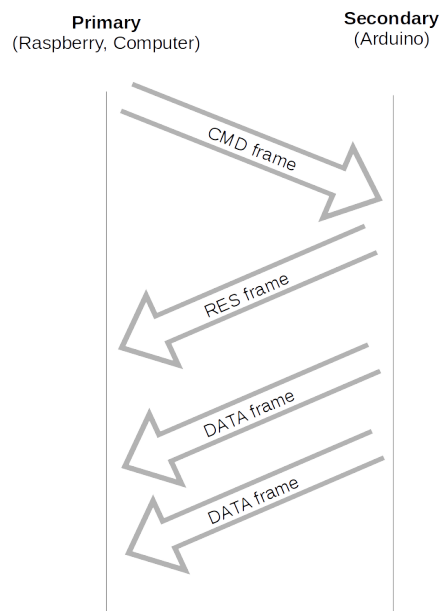 Primary
(Raspberry, Computer)
Secondary
(Arduino)
CMD frame
RES frame
DATA frame
DATA frame